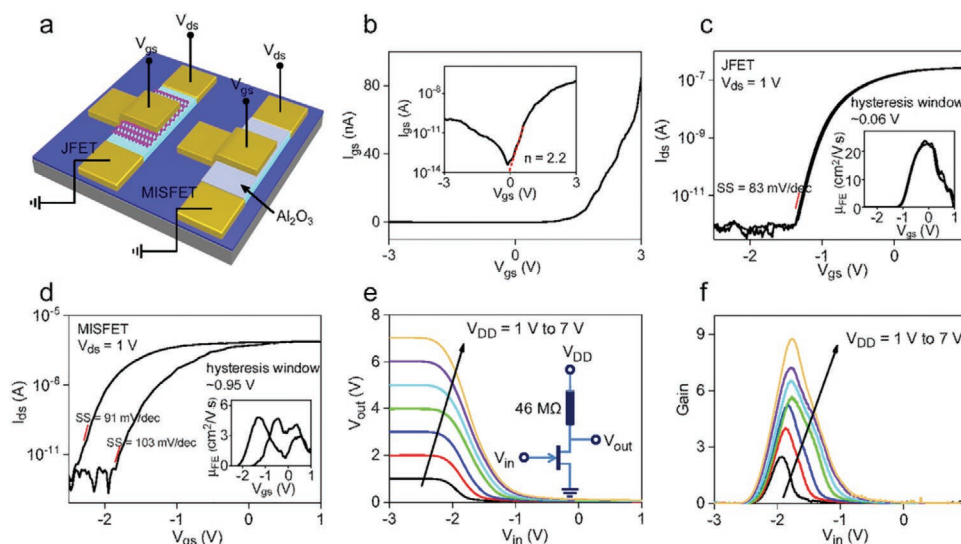 a
V_ds
V_gs
V_ds
V_gs
JFET
MISFET
Al₂O₃
b
I_gs (nA)
80
40
0
-3
0
3
V_gs (V)
I_gs (A)
10⁻⁸
10⁻¹¹
10⁻¹⁴
n = 2.2
-3
0
3
V_gs (V)
c
I_ds (A)
10⁻⁷
10⁻⁹
10⁻¹¹
JFET
V_ds = 1 V
hysteresis window
~0.06 V
SS = 83 mV/dec
-2
-1
0
V_gs (V)
μ_FE (cm²/V s)
20
10
0
-2
-1
0
1
V_gs (V)
d
I_ds (A)
10⁻⁵
10⁻⁸
10⁻¹¹
MISFET
V_ds = 1 V
hysteresis window
~0.95 V
SS = 91 mV/dec
SS = 103 mV/dec
-2
-1
0
1
V_gs (V)
μ_FE (cm²/V s)
6
3
0
-2
-1
0
1
V_gs (V)
e
V_out (V)
8
6
4
2
0
V_DD = 1 V to 7 V
V_DD
46 MΩ
V_out
V_in
-3
-2
-1
0
V_in (V)
f
Gain
9
6
3
0
V_DD = 1 V to 7 V
-3
-2
-1
0
V_in (V)